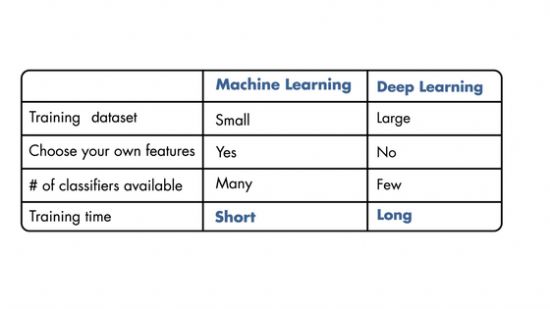 Machine Learning Deep Learning
Training dataset Small Large
Choose your own features Yes No
# of classifiers available Many Few
Training time Short Long